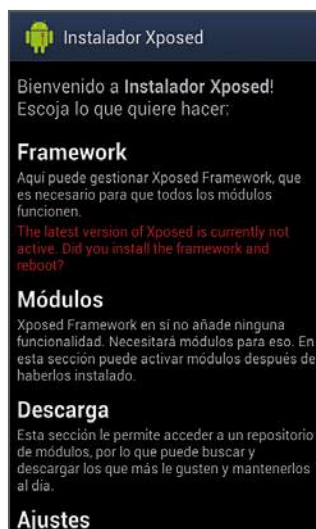 Instalador Xposed
Bienvenido a Instalador Xposed!
Escoja lo que quiere hacer:
Framework
Aquí puede gestionar Xposed Framework, que
es necesario para que todos los módulos
funcionen.
The latest version of Xposed is currently not
active. Did you install the framework and
reboot?
Módulos
Xposed Framework en sí no añade ninguna
funcionalidad. Necesitará módulos para eso. En
esta sección puede activar módulos después de
haberlos instalado.
Descarga
Esta sección le permite acceder a un repositorio
de módulos, por lo que puede buscar y
descargar los que más le gusten y mantenerlos
al día.
Ajustes